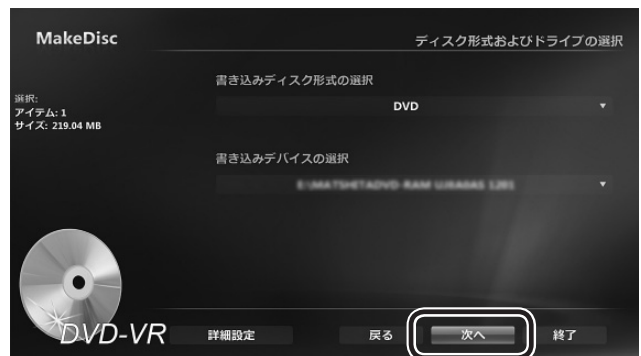 MakeDisc
ディスク形式およびドライブの選択
書き込みディスク形式の選択
DVD
選択:
アイテム: 1
サイズ: 219.04 MB
書き込みデバイスの選択
DVD-VR
詳細設定
戻る
次へ
終了